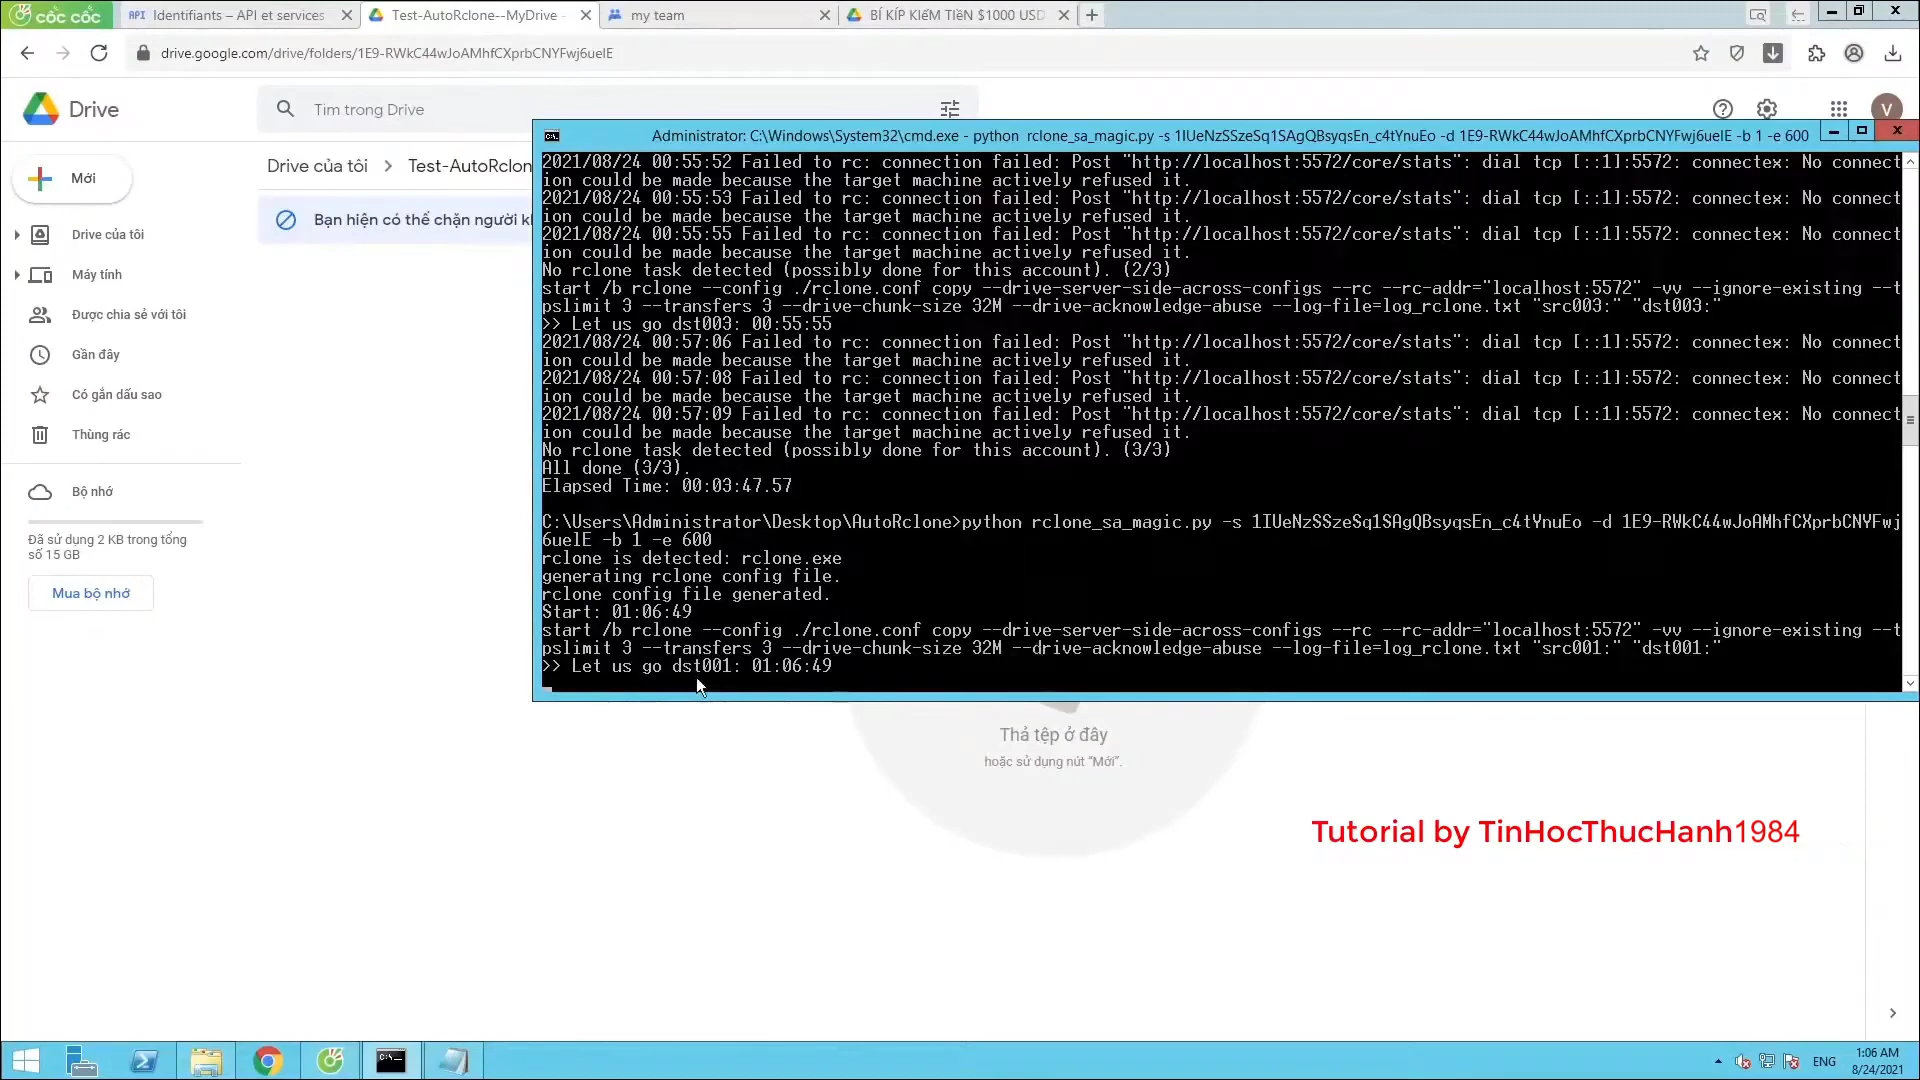 cốc cốc
API Identifiants – API et services
Test-AutoRclone--MyDrive -
my team
BÍ KÍP KIẾM TIỀN $1000 USD
drive.google.com/drive/folders/1E9-RWkC44wJoAMhfCXprbCNYFwj6uelE
Drive
Tìm trong Drive
V
Administrator: C:\Windows\System32\cmd.exe - python rclone_sa_magic.py -s 1IUeNzSSzeSq1SAgQBsyqsEn_c4tYnuEo -d 1E9-RWkC44wJoAMhfCXprbCNYFwj6uelE -b 1 -e 600
Mới
Drive của tôi
Test-AutoRclon
Bạn hiện có thể chặn người kh
Drive của tôi
Máy tính
Được chia sẻ với tôi
Gần đây
Có gắn dấu sao
Thùng rác
Bộ nhớ
Đã sử dụng 2 KB trong tổng
số 15 GB
Mua bộ nhớ
2021/08/24 00:55:52 Failed to rc: connection failed: Post "http://localhost:5572/core/stats": dial tcp [::1]:5572: connectex: No connect
ion could be made because the target machine actively refused it.
2021/08/24 00:55:53 Failed to rc: connection failed: Post "http://localhost:5572/core/stats": dial tcp [::1]:5572: connectex: No connect
ion could be made because the target machine actively refused it.
2021/08/24 00:55:55 Failed to rc: connection failed: Post "http://localhost:5572/core/stats": dial tcp [::1]:5572: connectex: No connect
ion could be made because the target machine actively refused it.
No rclone task detected (possibly done for this account). (2/3)
start /b rclone --config ./rclone.conf copy --drive-server-side-across-configs --rc --rc-addr="localhost:5572" -vv --ignore-existing --t
pslimit 3 --transfers 3 --drive-chunk-size 32M --drive-acknowledge-abuse --log-file=log_rclone.txt "src003:" "dst003:"
>> Let us go dst003: 00:55:55
2021/08/24 00:57:06 Failed to rc: connection failed: Post "http://localhost:5572/core/stats": dial tcp [::1]:5572: connectex: No connect
ion could be made because the target machine actively refused it.
2021/08/24 00:57:08 Failed to rc: connection failed: Post "http://localhost:5572/core/stats": dial tcp [::1]:5572: connectex: No connect
ion could be made because the target machine actively refused it.
2021/08/24 00:57:09 Failed to rc: connection failed: Post "http://localhost:5572/core/stats": dial tcp [::1]:5572: connectex: No connect
ion could be made because the target machine actively refused it.
No rclone task detected (possibly done for this account). (3/3)
All done (3/3).
Elapsed Time: 00:03:47.57
C:\Users\Administrator\Desktop\AutoRclone>python rclone_sa_magic.py -s 1IUeNzSSzeSq1SAgQBsyqsEn_c4tYnuEo -d 1E9-RWkC44wJoAMhfCXprbCNYFwj
6uelE -b 1 -e 600
rclone is detected: rclone.exe
generating rclone config file.
rclone config file generated.
Start: 01:06:49
start /b rclone --config ./rclone.conf copy --drive-server-side-across-configs --rc --rc-addr="localhost:5572" -vv --ignore-existing --t
pslimit 3 --transfers 3 --drive-chunk-size 32M --drive-acknowledge-abuse --log-file=log_rclone.txt "src001:" "dst001:"
>> Let us go dst001: 01:06:49
Thả tệp ở đây
hoặc sử dụng nút "Mới".
Tutorial by TinHocThucHanh1984
ENG
1:06 AM
8/24/2021